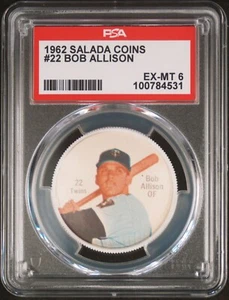 PSA
1962 SALADA COINS
#22 BOB ALLISON
EX-MT 6
100784531
22
Twins
Bob
Allison
OF